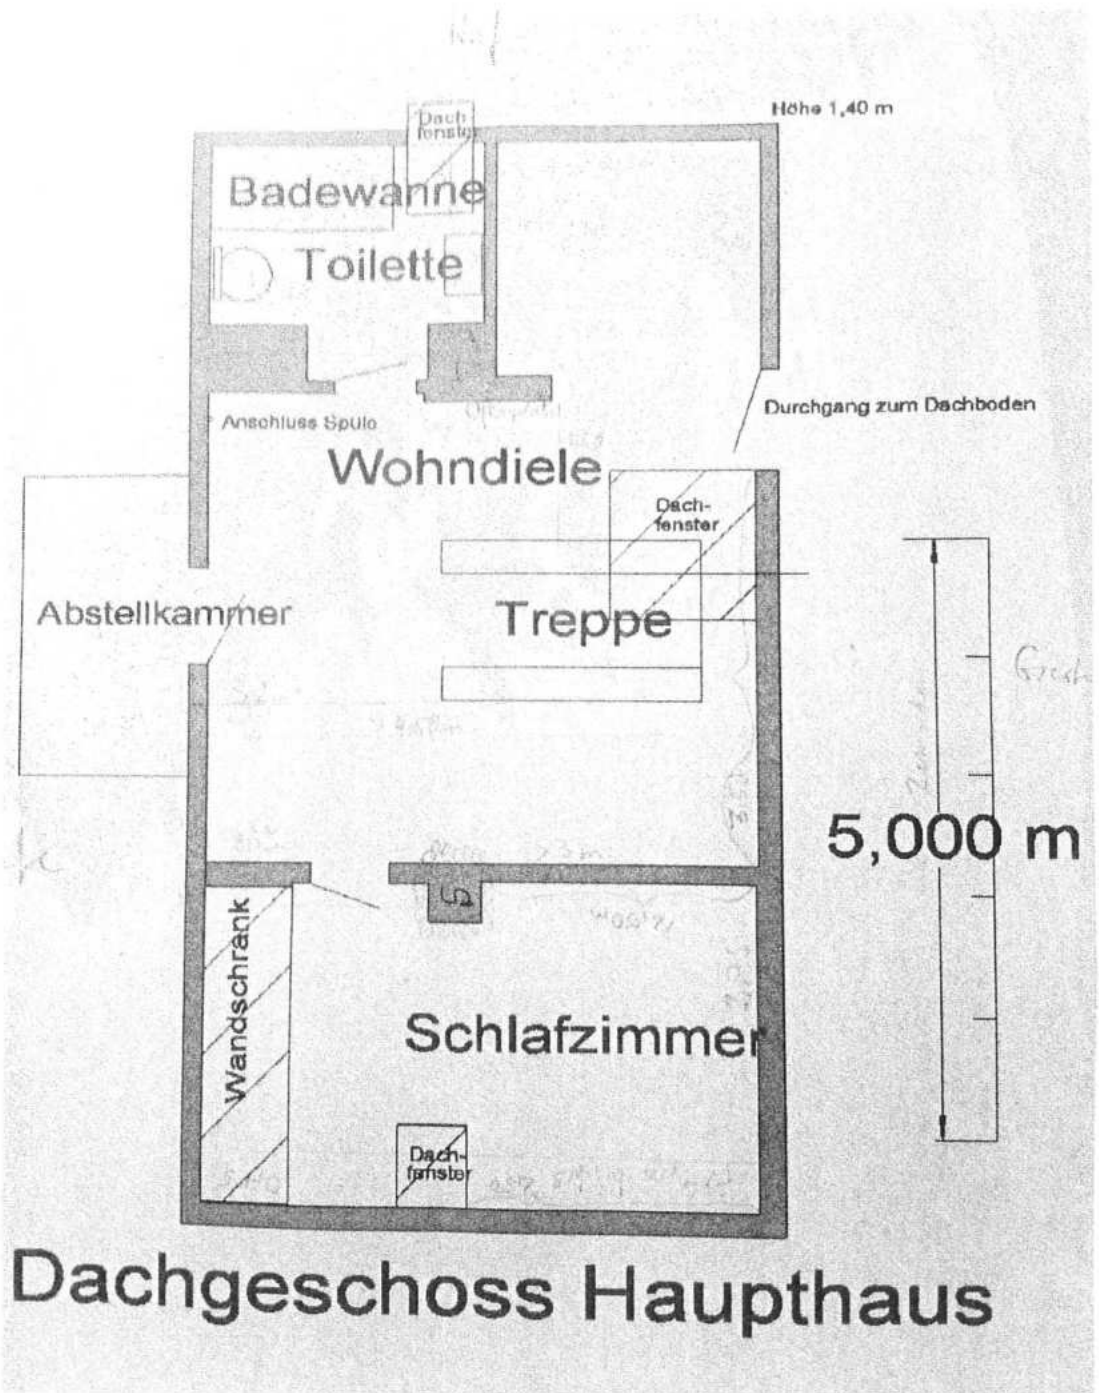 Höhe 1,40 m
Dach
fenster
Badewanne
Toilette
Durchgang zum Dachboden
Anschluss Spüle
Wohndiele
Dach-
fenster
Abstellkammer
Treppe
5,000 m
Wandschrank
Schlafzimmer
Dach-
fenster
Dachgeschoss Haupthaus